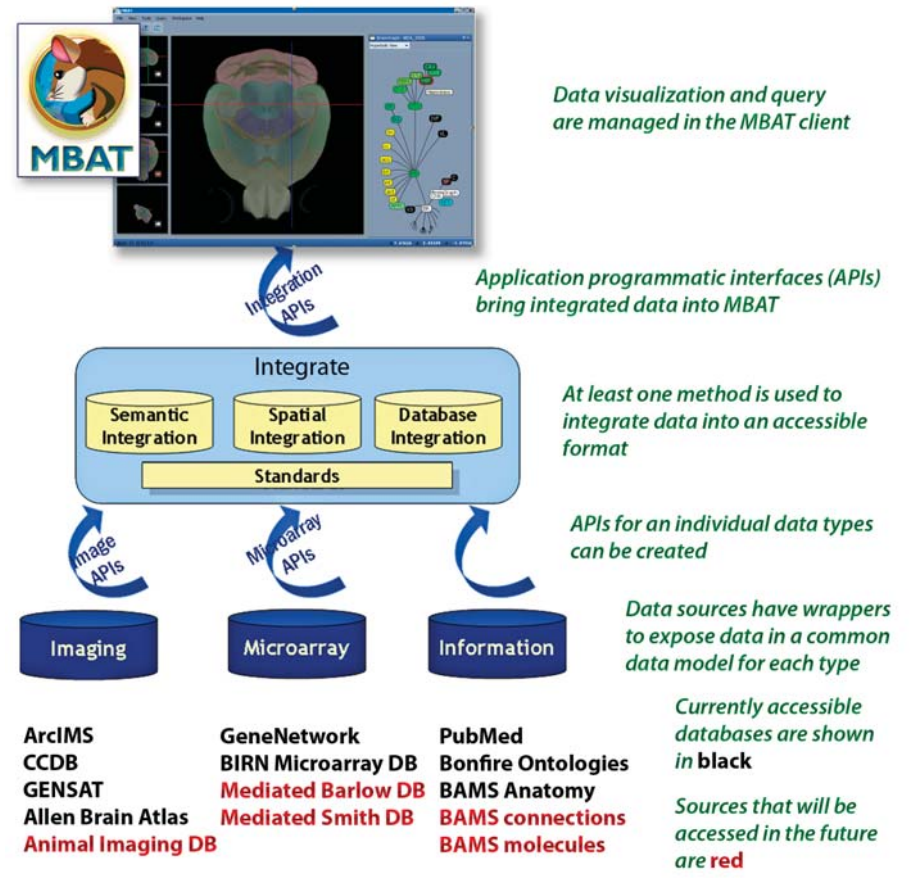 MBAT
MBAT
Data visualization and query
are managed in the MBAT client
Integration
APIs
Application programmatic interfaces (APIs)
bring integrated data into MBAT
Integrate
Semantic
Integration
Spatial
Integration
Database
Integration
Standards
At least one method is used to
integrate data into an accessible
format
Image
APIs
Microarray
APIs
APIs for an individual data types
can be created
Imaging
Microarray
Information
Data sources have wrappers
to expose data in a common
data model for each type
ArcIMS
CCDB
GENSAT
Allen Brain Atlas
Animal Imaging DB
GeneNetwork
BIRN Microarray DB
Mediated Barlow DB
Mediated Smith DB
PubMed
Bonfire Ontologies
BAMS Anatomy
BAMS connections
BAMS molecules
Currently accessible
databases are shown
in black
Sources that will be
accessed in the future
are red